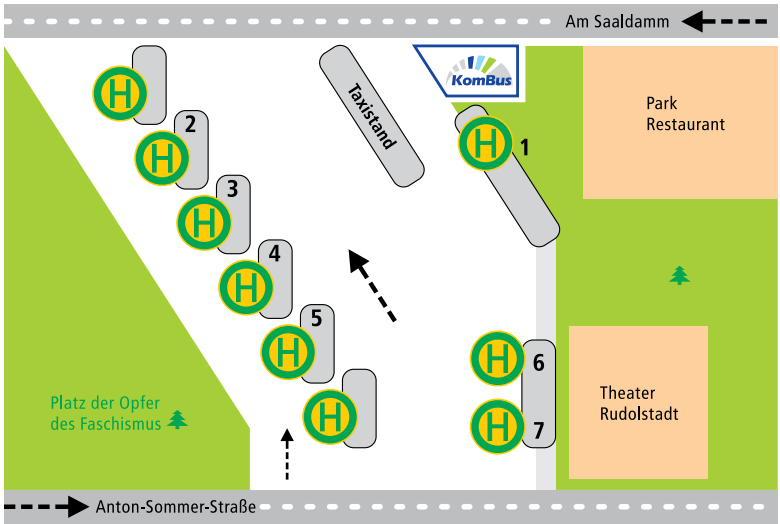 Am Saaldamm
KomBus
Taxistand
Park
Restaurant
H
H
2
H
1
H
3
H
4
H
5
H
6
H
Theater
Rudolstadt
H
7
H
Platz der Opfer
des Faschismus
Anton-Sommer-Straße